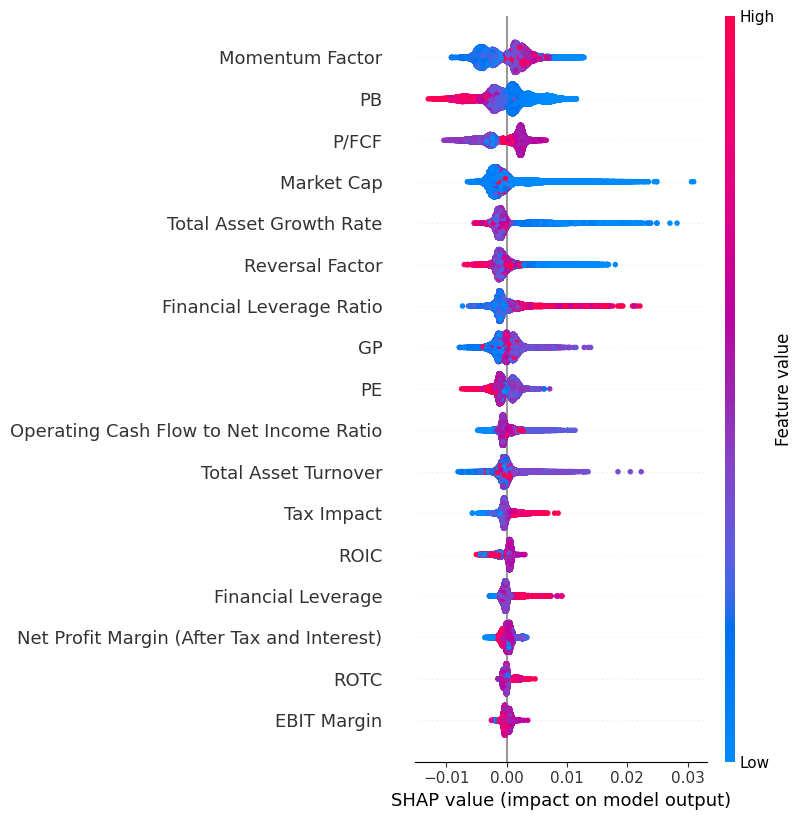 High
Momentum Factor
PB
P/FCF
Market Cap
Total Asset Growth Rate
Reversal Factor
Financial Leverage Ratio
GP
PE
Operating Cash Flow to Net Income Ratio
Total Asset Turnover
Tax Impact
ROIC
Financial Leverage
Net Profit Margin (After Tax and Interest)
ROTC
EBIT Margin
Feature value
Low
−0.01 0.00 0.01 0.02 0.03
SHAP value (impact on model output)